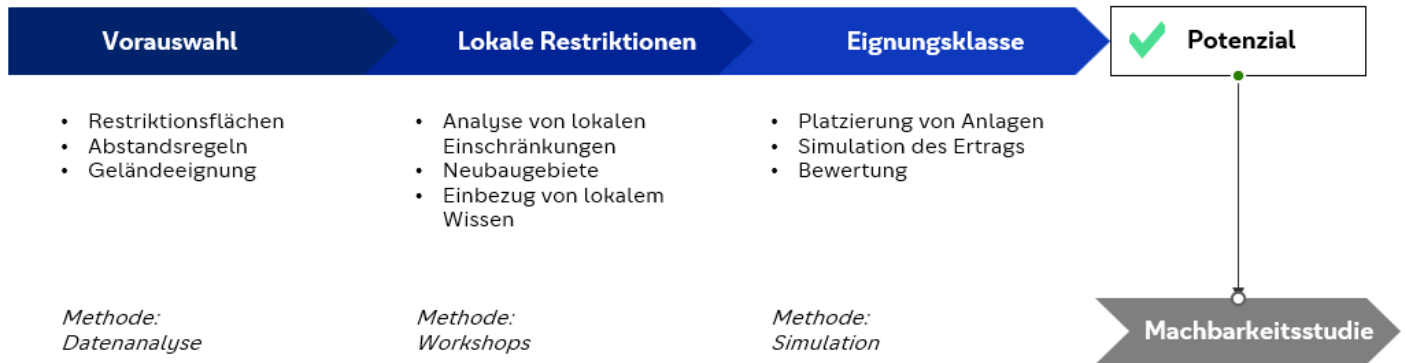 Vorauswahl
Lokale Restriktionen
Eignungsklasse
Potenzial
• Restriktionsflächen
• Abstandsregeln
• Geländeeignung
• Analyse von lokalen
Einschränkungen
• Neubaugebiete
• Einbezug von lokalem
Wissen
• Platzierung von Anlagen
• Simulation des Ertrags
• Bewertung
Methode:
Datenanalyse
Methode:
Workshops
Methode:
Simulation
Machbarkeitsstudie